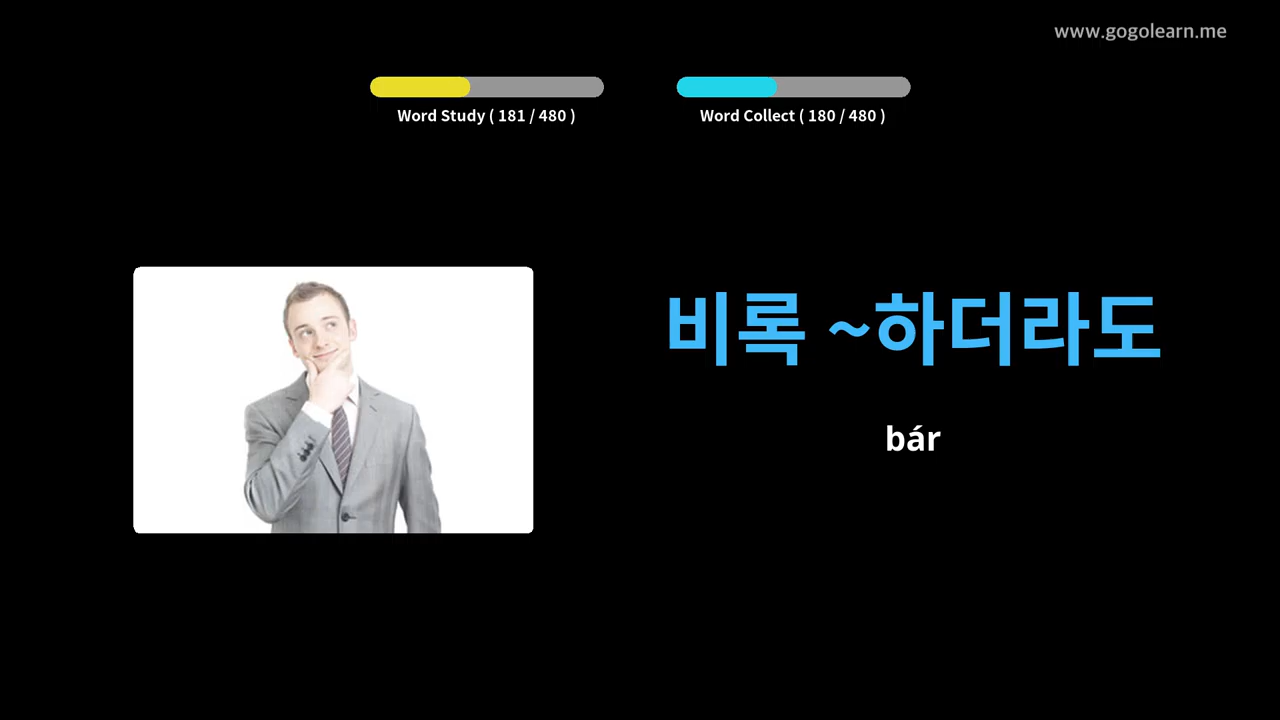 www.gogolearn.me
Word Study ( 181 / 480 )
Word Collect ( 180 / 480 )
비록 ~하더라도
bár